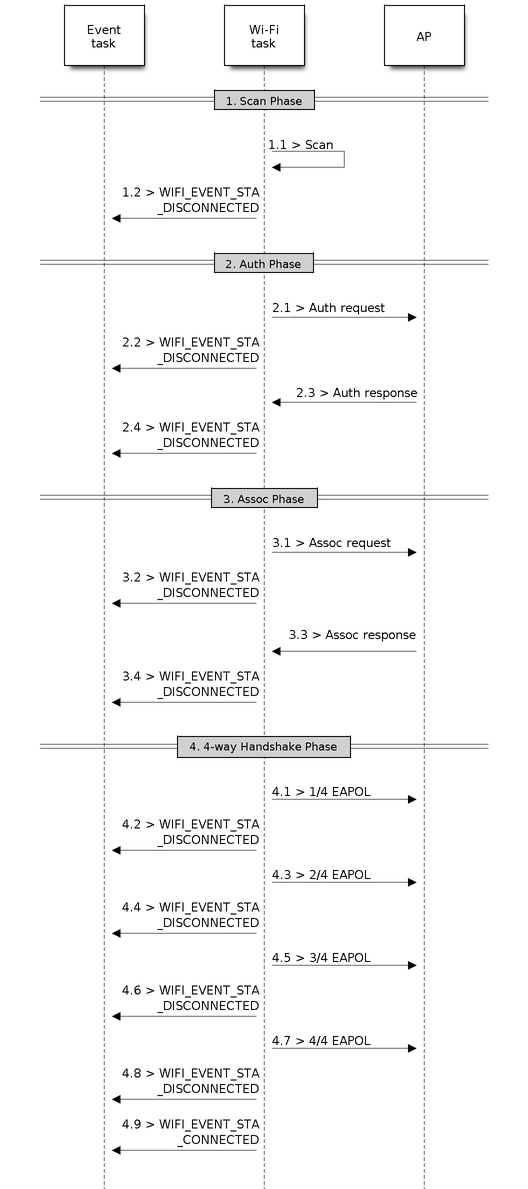 Event
task
Wi-Fi
task
AP
1. Scan Phase
1.1 > Scan
1.2 > WIFI_EVENT_STA
_DISCONNECTED
2. Auth Phase
2.1 > Auth request
2.2 > WIFI_EVENT_STA
_DISCONNECTED
2.3 > Auth response
2.4 > WIFI_EVENT_STA
_DISCONNECTED
3. Assoc Phase
3.1 > Assoc request
3.2 > WIFI_EVENT_STA
_DISCONNECTED
3.3 > Assoc response
3.4 > WIFI_EVENT_STA
_DISCONNECTED
4. 4-way Handshake Phase
4.1 > 1/4 EAPOL
4.2 > WIFI_EVENT_STA
_DISCONNECTED
4.3 > 2/4 EAPOL
4.4 > WIFI_EVENT_STA
_DISCONNECTED
4.5 > 3/4 EAPOL
4.6 > WIFI_EVENT_STA
_DISCONNECTED
4.7 > 4/4 EAPOL
4.8 > WIFI_EVENT_STA
_DISCONNECTED
4.9 > WIFI_EVENT_STA
_CONNECTED